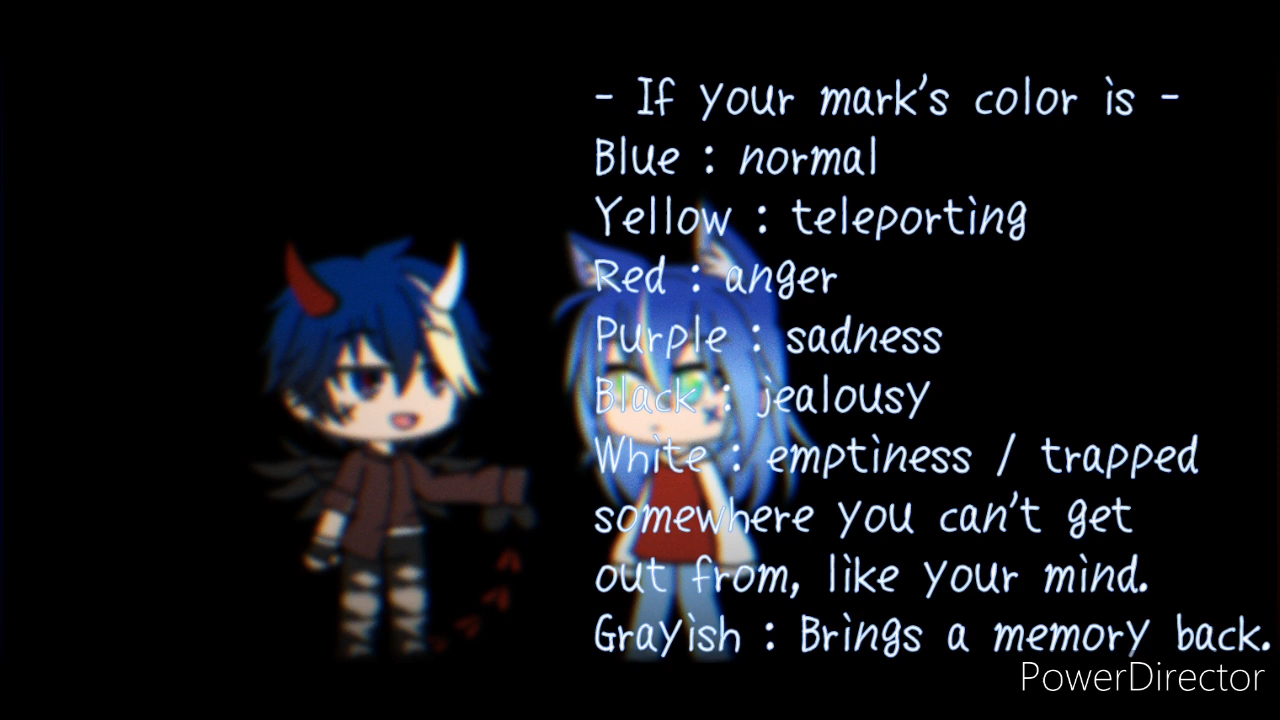 - If your mark's color is -
Blue : normal
Yellow : teleporting
Red : anger
Purple : sadness
Black : jealousy
White : emptiness / trapped
somewhere you can't get
out from, like your mind.
Grayish : Brings a memory back.
PowerDirector